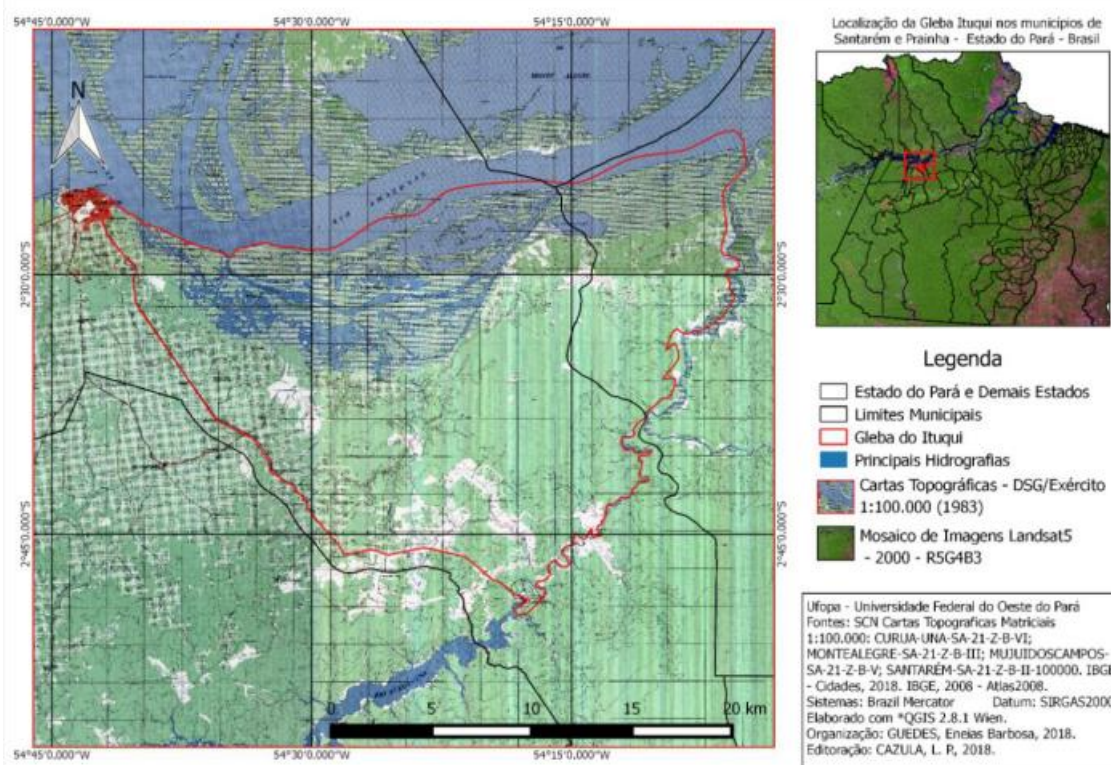 54°45'0.000"W
54°30'0.000"W
54°15'0.000"W
N
RIO AMAZONAS
MONTE ALEGRE
2°30'0.000"S
2°30'0.000"S
2°45'0.000"S
2°45'0.000"S
0 5 10 15 20 km
54°45'0.000"W
54°30'0.000"W
54°15'0.000"W
Localização da Gleba Ituqui nos municípios de
Santarém e Prainha - Estado do Pará - Brasil
Legenda
Estado do Pará e Demais Estados
Limites Municipais
Gleba do Ituqui
Principais Hidrografias
Cartas Topográficas - DSG/Exército
1:100.000 (1983)
Mosaico de Imagens Landsat5
- 2000 - R5G4B3
Ufopa - Universidade Federal do Oeste do Pará
Fontes: SCN Cartas Topograficas Matriciais
1:100.000: CURUA-UNA-SA-21-Z-B-VI;
MONTEALEGRE-SA-21-Z-B-III; MUJUIDOSCAMPOS-
SA-21-Z-B-V; SANTARÉM-SA-21-Z-B-II-100000. IBGE
- Cidades, 2018. IBGE, 2008 - Atlas2008.
Sistemas: Brazil Mercator Datum: SIRGAS2000
Elaborado com *QGIS 2.8.1 Wien.
Organização: GUEDES, Eneias Barbosa, 2018.
Editoração: CAZULA, L. P., 2018.